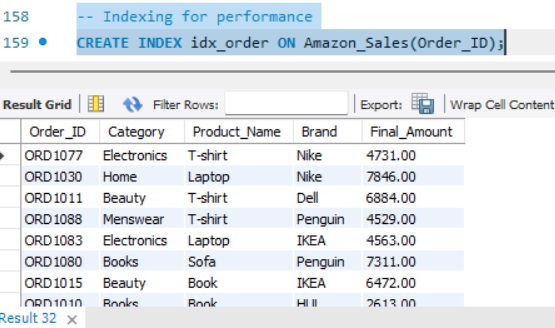 158 -- Indexing for performance
159 CREATE INDEX idx_order ON Amazon_Sales(Order_ID);
Result Grid Filter Rows: Export: Wrap Cell Content
Order_ID Category Product_Name Brand Final_Amount
ORD1077 Electronics T-shirt Nike 4731.00
ORD1030 Home Laptop Nike 7846.00
ORD1011 Beauty T-shirt Dell 6884.00
ORD1088 Menswear T-shirt Penguin 4529.00
ORD1083 Electronics Laptop IKEA 4563.00
ORD1080 Books Sofa Penguin 7311.00
ORD1015 Beauty Book IKEA 6472.00
ORD1010 Books Book HUL 2613.00
Result 32